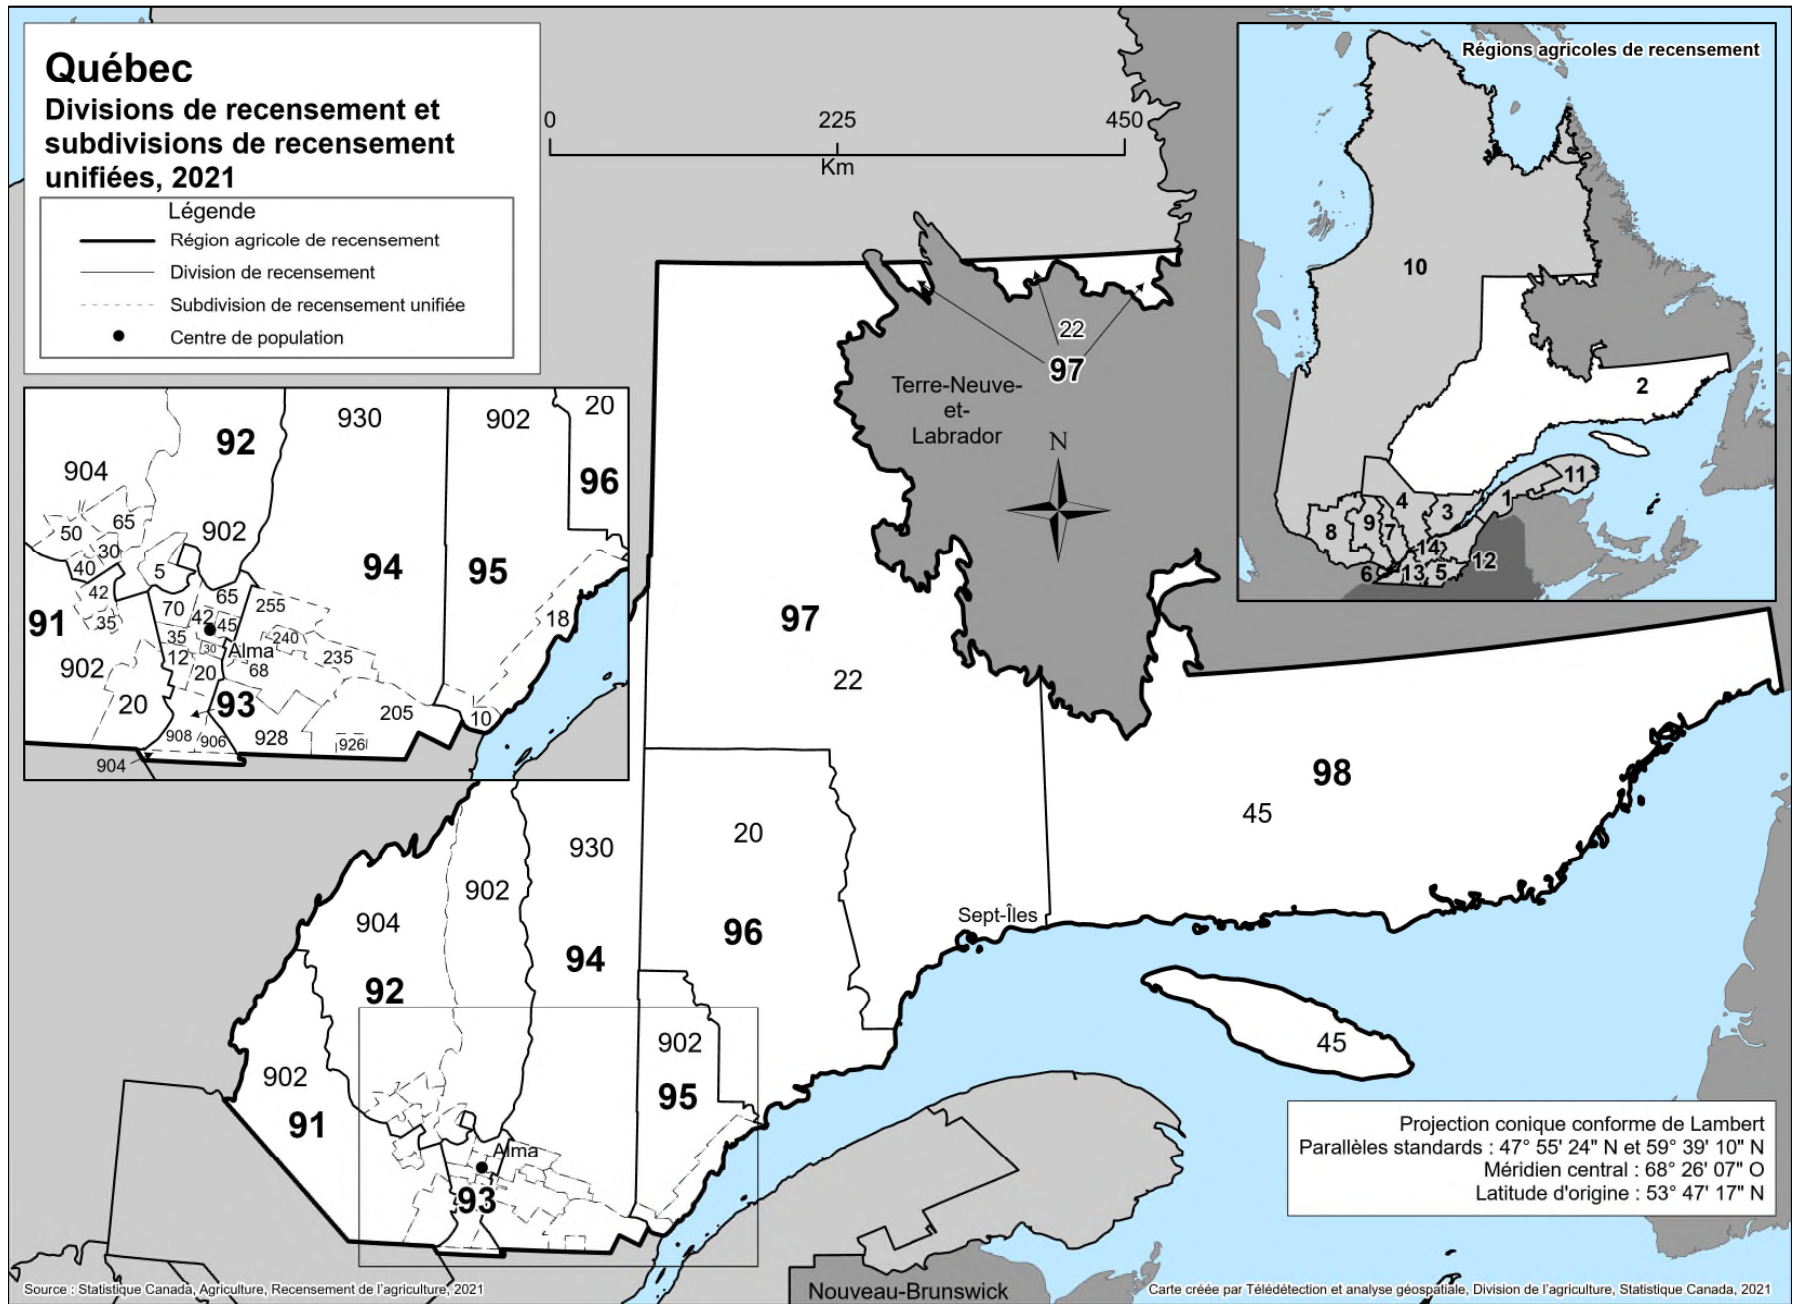 Québec
Divisions de recensement et
subdivisions de recensement
unifiées, 2021
Légende
Région agricole de recensement
Division de recensement
Subdivision de recensement unifiée
Centre de population
0 225 450
Km
Régions agricoles de recensement
10
2
11
1
4
3
9
7
8
14
12
6
13
5
22
97
Terre-Neuve-
et-
Labrador
N
930
902
20
92
904
96
65
50
902
30
94
95
40
5
42
65
255
70
18
91
35
42
45
240
35
30
Alma
12
235
902
20
68
20
93
205
10
908
906
928
926
904
97
22
98
45
20
930
902
904
Sept-Îles
96
94
92
902
45
902
95
91
Alma
93
Projection conique conforme de Lambert
Parallèles standards : 47° 55' 24" N et 59° 39' 10" N
Méridien central : 68° 26' 07" O
Latitude d'origine : 53° 47' 17" N
Nouveau-Brunswick
Source : Statistique Canada, Agriculture, Recensement de l'agriculture, 2021
Carte créée par Télédétection et analyse géospatiale, Division de l'agriculture, Statistique Canada, 2021